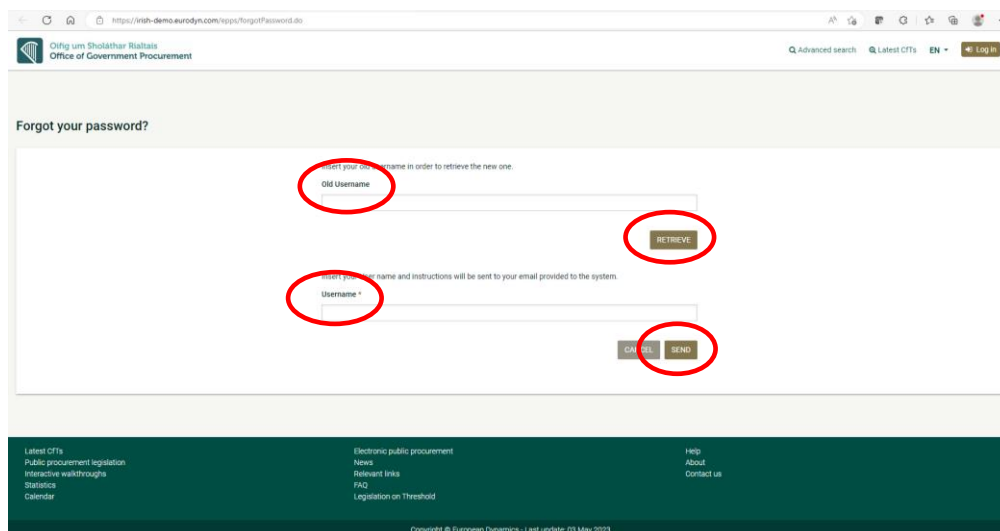 https://irish-demo.eurodyn.com/epps/forgotPassword.do
Oifig um Sholáthar Rialtais
Office of Government Procurement
Advanced search Latest CfTs EN Log in
Forgot your password?
Insert your old username in order to retrieve the new one.
Old Username
RETRIEVE
Insert your user name and instructions will be sent to your email provided to the system.
Username *
CANCEL SEND
Latest CfTs
Public procurement legislation
Interactive walkthroughs
Statistics
Calendar
Electronic public procurement
News
Relevant links
FAQ
Legislation on Threshold
Help
About
Contact us
Copyright © European Dynamics - Last update: 03 May 2023